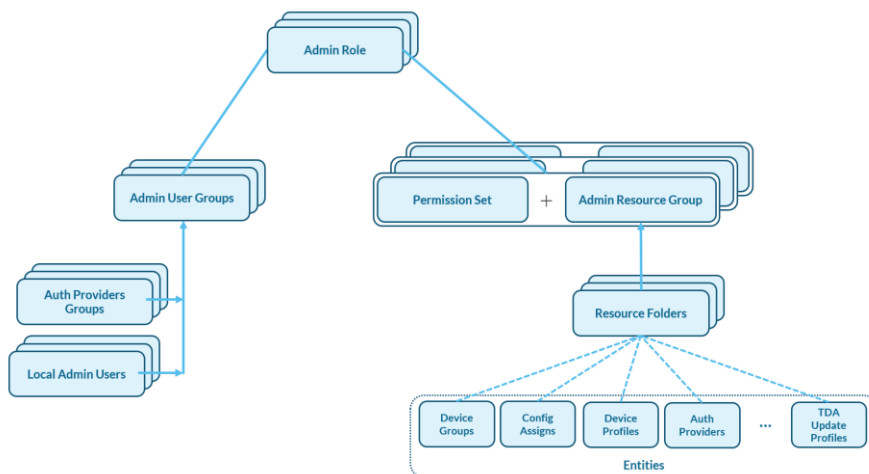 Admin Role
Admin User Groups
Permission Set
+
Admin Resource Group
Auth Providers
Groups
Resource Folders
Local Admin Users
Device
Groups
Config
Assigns
Device
Profiles
Auth
Providers
...
TDA
Update
Profiles
Entities